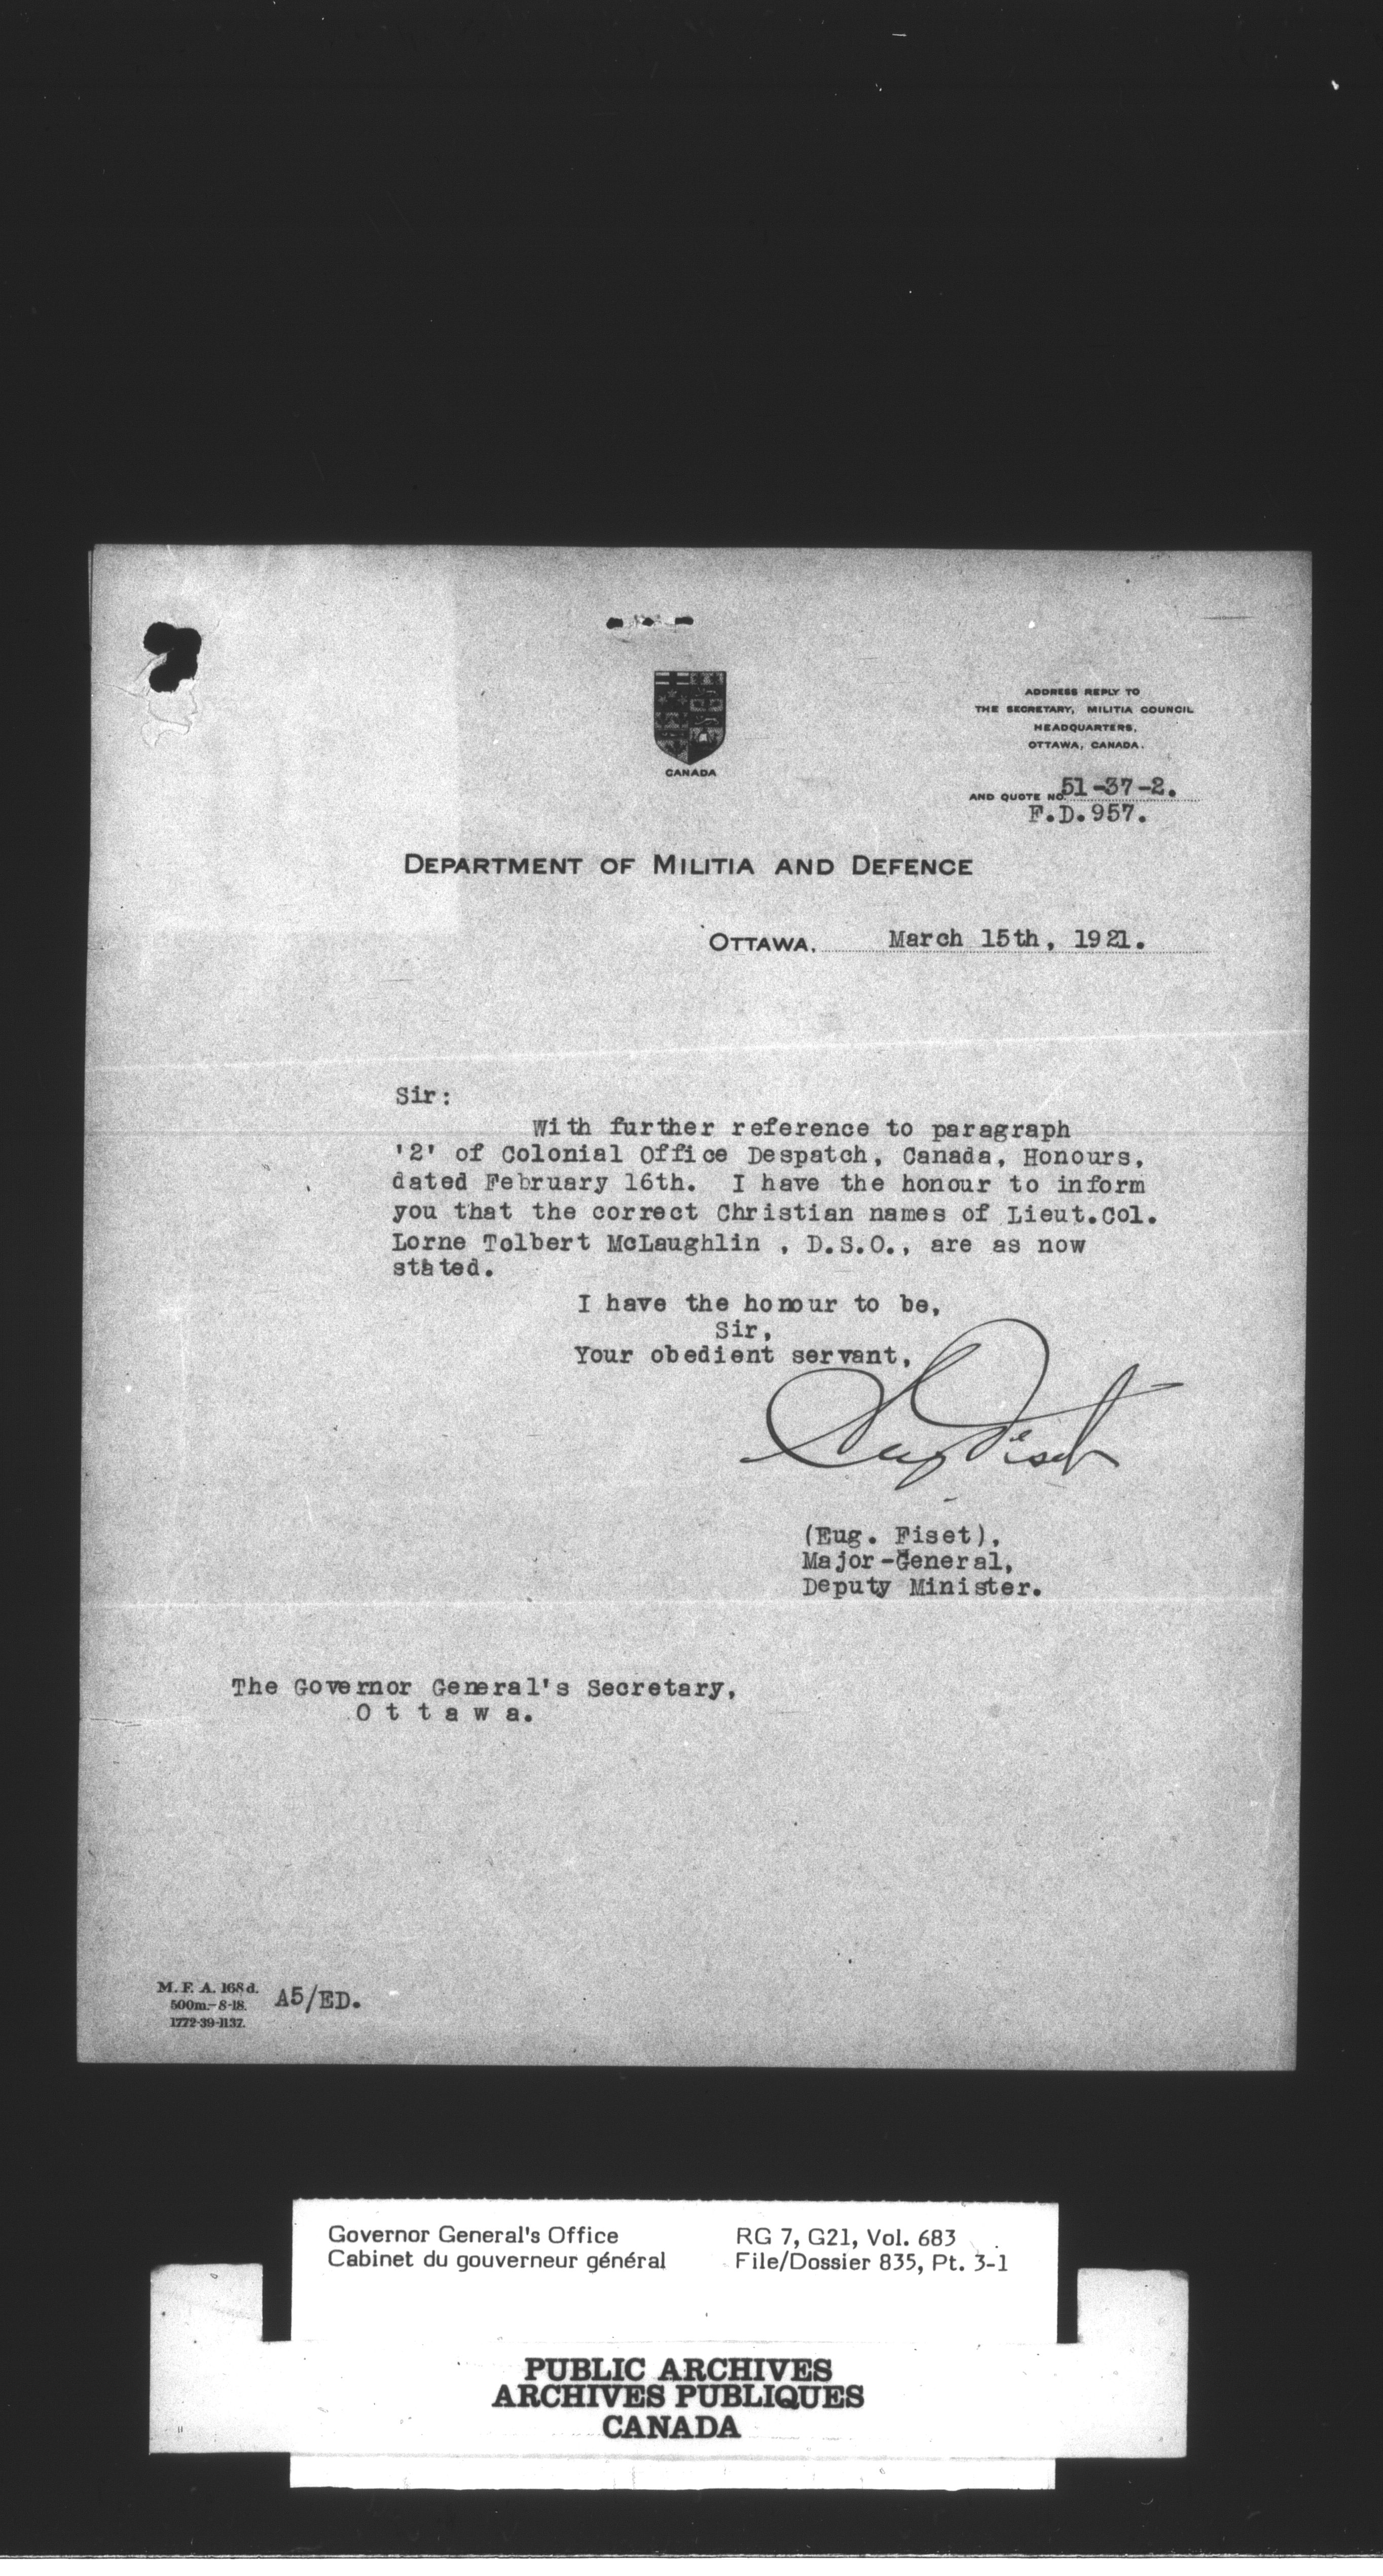 CANADA
ADDRESS REPLY TO
THE SECRETARY, MILITIA COUNCIL
HEADQUARTERS,
OTTAWA, CANADA.
AND QUOTE NO. 51-37-2.
F.D.957.
DEPARTMENT OF MILITIA AND DEFENCE
OTTAWA, March 15th, 1921.
Sir:
With further reference to paragraph
'2' of Colonial Office Despatch, Canada, Honours,
dated February 16th. I have the honour to inform
you that the correct Christian names of Lieut.Col.
Lorne Tolbert McLaughlin , D.S.O., are as now
stated.
I have the honour to be,
Sir,
Your obedient servant,
Eug Fiset
(Eug. Fiset),
Major-General,
Deputy Minister.
The Governor General's Secretary,
O t t a w a.
M. F. A. 168d.
500m.-8-18.
1772-39-1137.
A5/ED.
Governor General's Office
Cabinet du gouverneur général
RG 7, G21, Vol. 683
File/Dossier 835, Pt. 3-1
PUBLIC ARCHIVES
ARCHIVES PUBLIQUES
CANADA